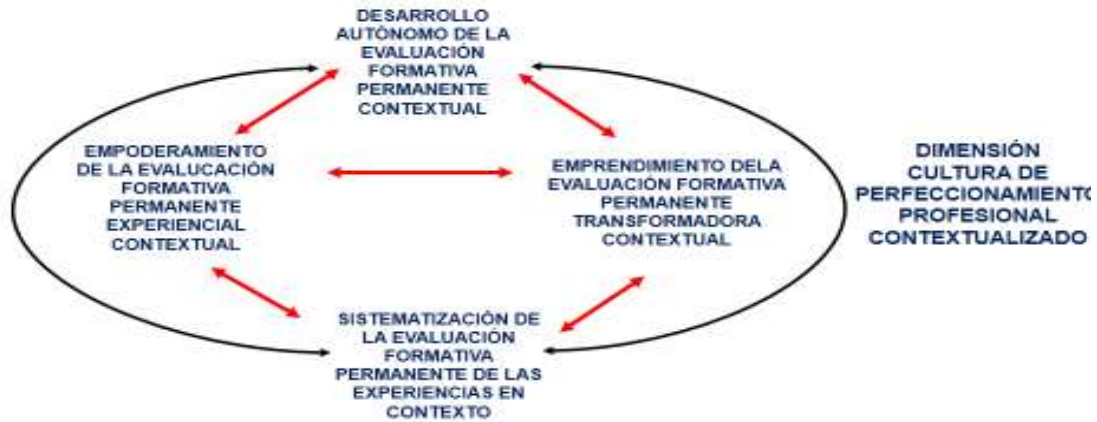 DESARROLLO
AUTÓNOMO DE LA
EVALUACIÓN
FORMATIVA
PERMANENTE
CONTEXTUAL
EMPODERAMIENTO
DE LA EVALUCACIÓN
FORMATIVA
PERMANENTE
EXPERIENCIAL
CONTEXTUAL
EMPRENDIMIENTO DELA
EVALUACIÓN FORMATIVA
PERMANENTE
TRANSFORMADORA
CONTEXTUAL
DIMENSIÓN
CULTURA DE
PERFECCIONAMIENTO
PROFESIONAL
CONTEXTUALIZADO
SISTEMATIZACIÓN DE
LA EVALUACIÓN
FORMATIVA
PERMANENTE DE LAS
EXPERIENCIAS EN
CONTEXTO